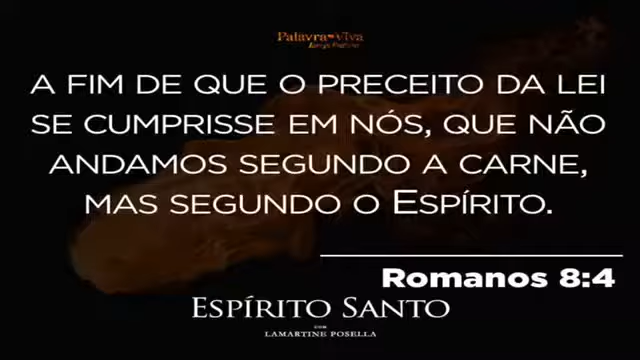 Palavra Viva
A FIM DE QUE O PRECEITO DA LEI
SE CUMPRISSE EM NÓS, QUE NÃO
ANDAMOS SEGUNDO A CARNE,
MAS SEGUNDO O ESPÍRITO.
Romanos 8:4
ESPÍRITO SANTO
COM
LAMARTINE POSELLA